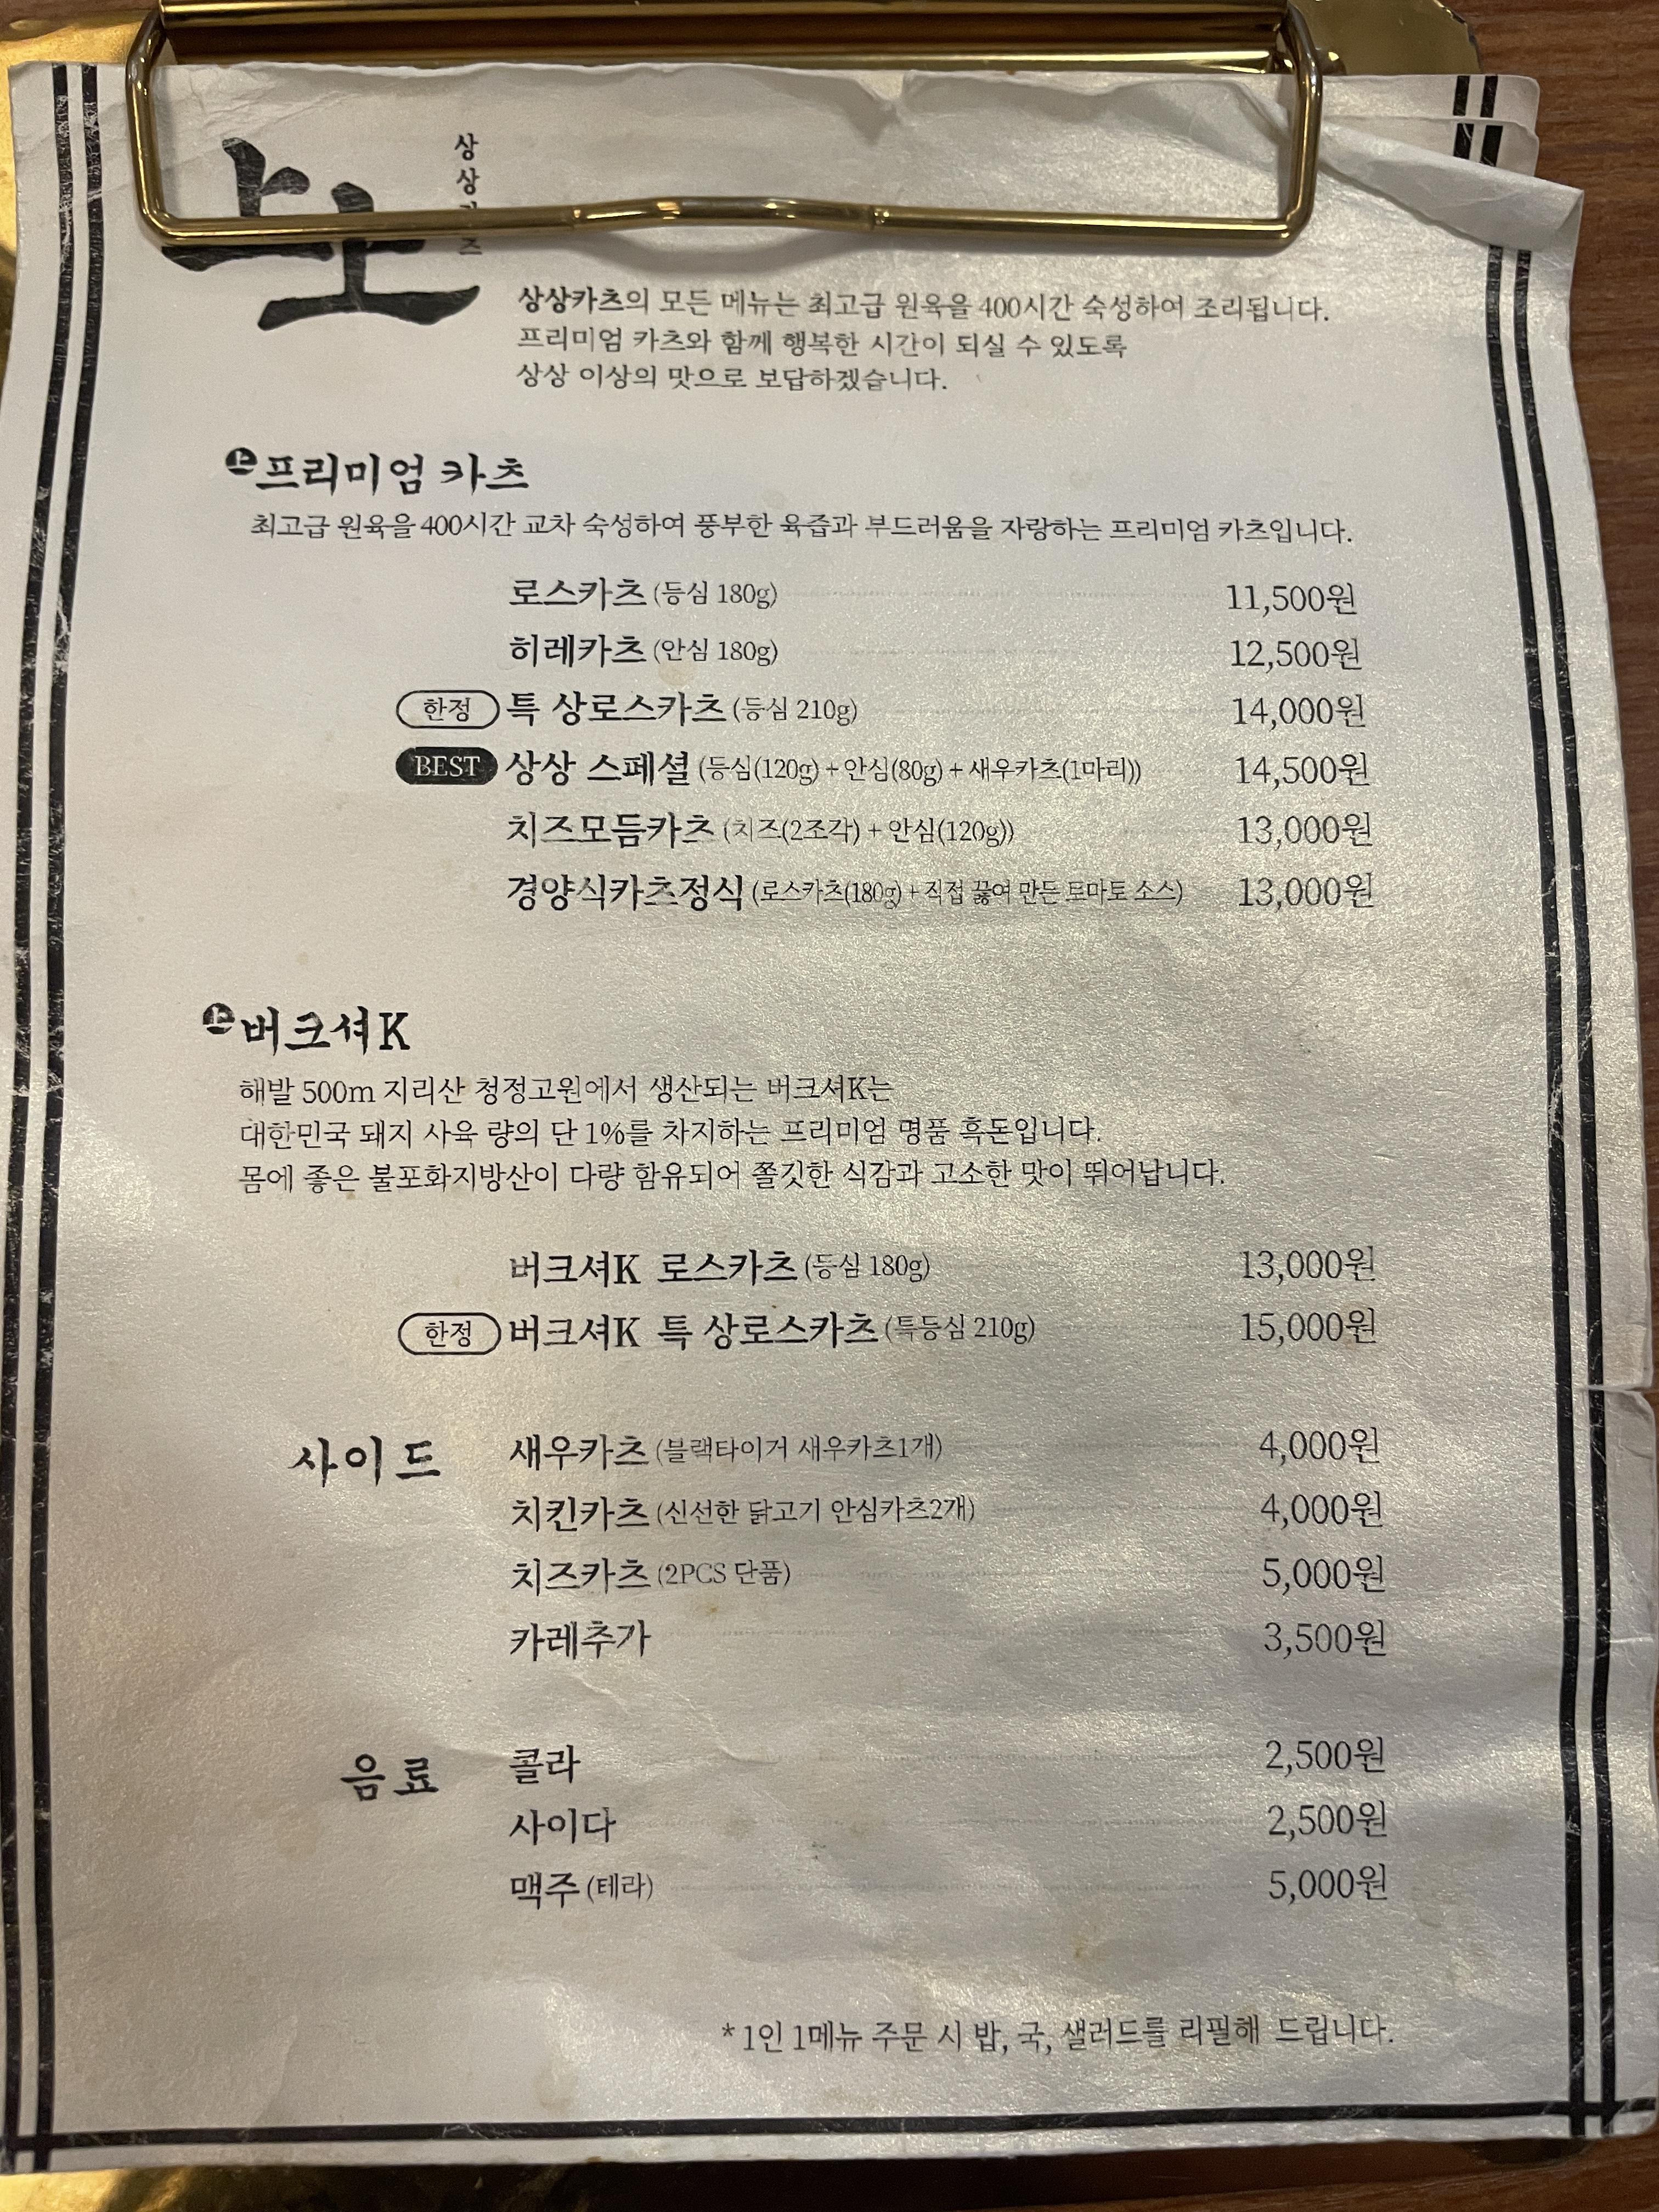 상상카츠
상상카츠의 모든 메뉴는 최고급 원육을 400시간 숙성하여 조리됩니다.
프리미엄 카츠와 함께 행복한 시간이 되실 수 있도록
상상 이상의 맛으로 보답하겠습니다.
프리미엄 카츠
최고급 원육을 400시간 교차 숙성하여 풍부한 육즙과 부드러움을 자랑하는 프리미엄 카츠입니다.
로스카츠 (등심 180g) 11,500원
히레카츠 (안심 180g) 12,500원
한정 특 상로스카츠 (등심 210g) 14,000원
BEST 상상 스페셜 (등심(120g) + 안심(80g) + 새우카츠(1마리)) 14,500원
치즈모듬카츠 (치즈(2조각) + 안심(120g)) 13,000원
경양식카츠정식 (로스카츠(180g) + 직접 끓여 만든 토마토 소스) 13,000원
버크셔K
해발 500m 지리산 청정고원에서 생산되는 버크셔K는
대한민국 돼지 사육 량의 단 1%를 차지하는 프리미엄 명품 흑돈입니다.
몸에 좋은 불포화지방산이 다량 함유되어 쫄깃한 식감과 고소한 맛이 뛰어납니다.
버크셔K 로스카츠 (등심 180g) 13,000원
한정 버크셔K 특 상로스카츠 (특등심 210g) 15,000원
사이드
새우카츠 (블랙타이거 새우카츠1개) 4,000원
치킨카츠 (신선한 닭고기 안심카츠2개) 4,000원
치즈카츠 (2PCS 단품) 5,000원
카레추가 3,500원
음료
콜라 2,500원
사이다 2,500원
맥주 (테라) 5,000원
* 1인 1메뉴 주문 시 밥, 국, 샐러드를 리필해 드립니다.